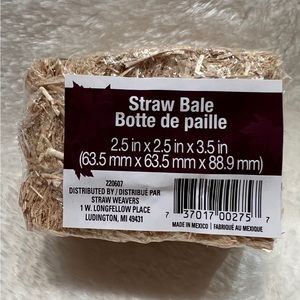 Straw Bale
Botte de paille
2.5 in x 2.5 in x 3.5 in
(63.5 mm x 63.5 mm x 88.9 mm)
220607
DISTRIBUTED BY / DISTRIBUÉ PAR
STRAW WEAVERS
1 W. LONGFELLOW PLACE
LUDINGTON, MI 49431
7 37017 00275 7
MADE IN MEXICO | FABRIQUÉ AU MEXIQUE